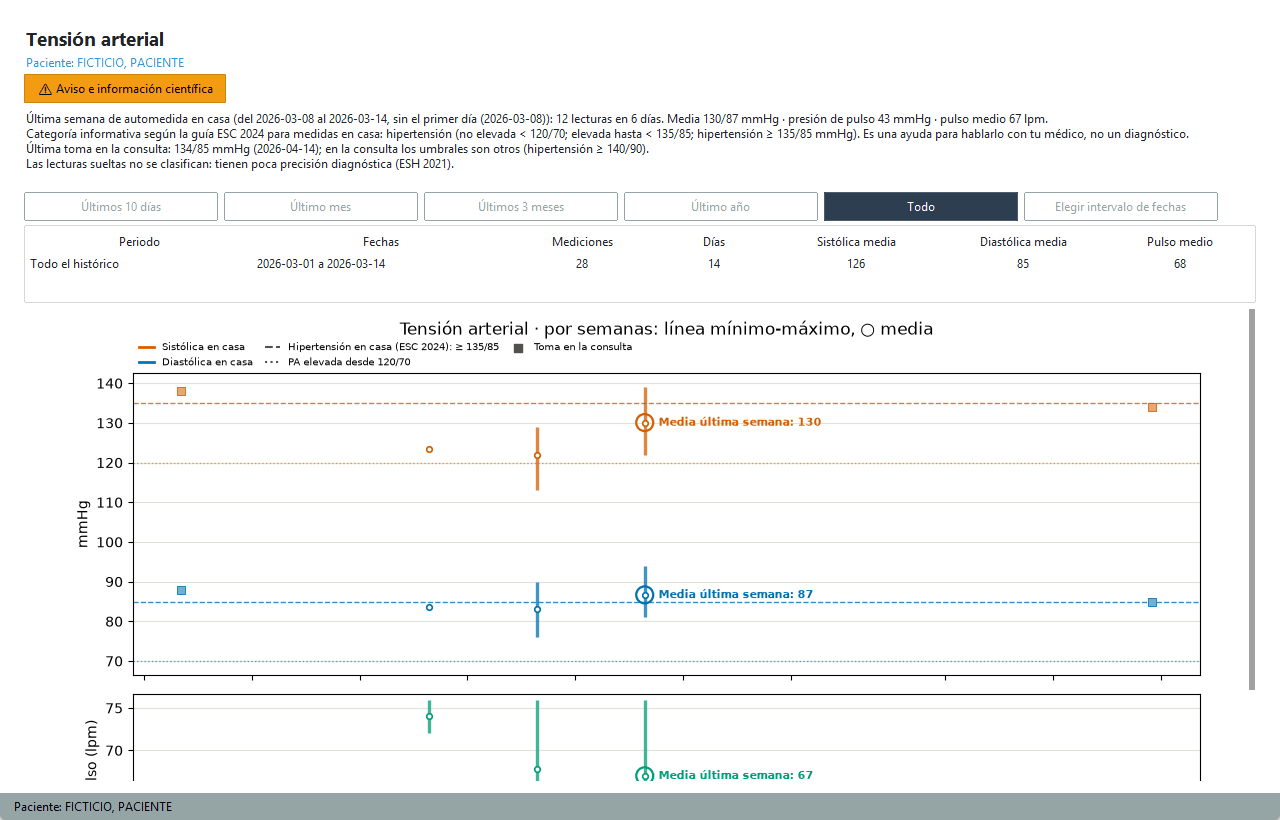 Tensión arterial
Paciente: FICTICIO, PACIENTE
⚠ Aviso e información científica
Última semana de automedida en casa (del 2026-03-08 al 2026-03-14, sin el primer día (2026-03-08)): 12 lecturas en 6 días. Media 130/87 mmHg · presión de pulso 43 mmHg · pulso medio 67 lpm.
Categoría informativa según la guía ESC 2024 para medidas en casa: hipertensión (no elevada < 120/70; elevada hasta < 135/85; hipertensión ≥ 135/85 mmHg). Es una ayuda para hablarlo con tu médico, no un diagnóstico.
Última toma en la consulta: 134/85 mmHg (2026-04-14); en la consulta los umbrales son otros (hipertensión ≥ 140/90).
Las lecturas sueltas no se clasifican: tienen poca precisión diagnóstica (ESH 2021).
Últimos 10 días Último mes Últimos 3 meses Último año Todo Elegir intervalo de fechas
Periodo Fechas Mediciones Días Sistólica media Diastólica media Pulso medio
Todo el histórico 2026-03-01 a 2026-03-14 28 14 126 85 68
Tensión arterial · por semanas: línea mínimo-máximo, ○ media
Sistólica en casa Hipertensión en casa (ESC 2024): ≥ 135/85 Toma en la consulta
Diastólica en casa PA elevada desde 120/70
140
130
Media última semana: 130
120
110
mmHg
100
90
Media última semana: 87
80
70
75
70
lso (lpm)
Media última semana: 67
Paciente: FICTICIO, PACIENTE